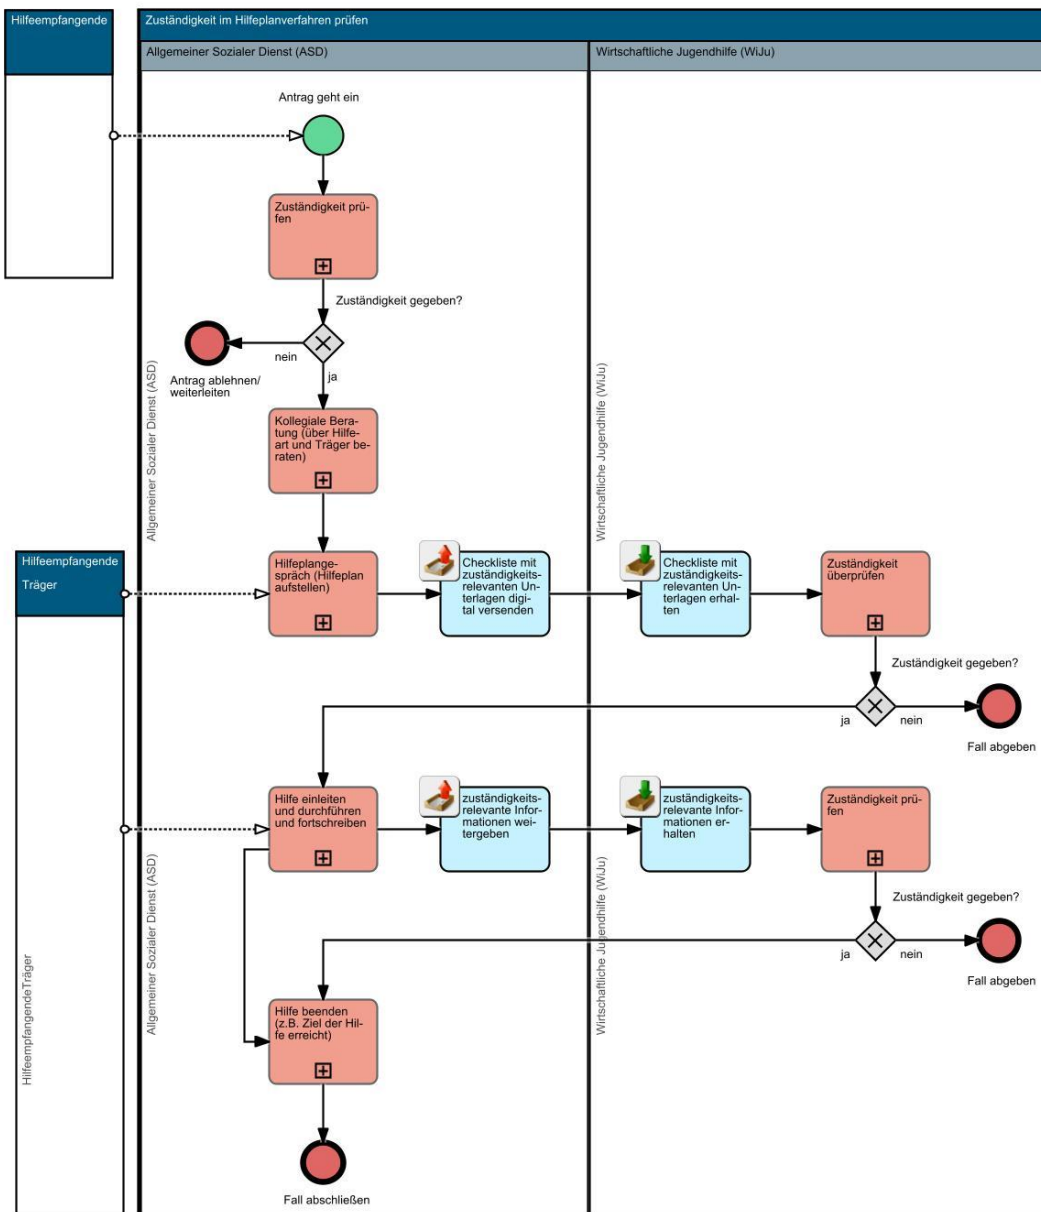 Hilfeempfangende
Zuständigkeit im Hilfeplanverfahren prüfen
Allgemeiner Sozialer Dienst (ASD)
Wirtschaftliche Jugendhilfe (WiJu)
Antrag geht ein
Zuständigkeit prü-
fen
Zuständigkeit gegeben?
nein
ja
Antrag ablehnen/
weiterleiten
Allgemeiner Sozialer Dienst (ASD)
Wirtschaftliche Jugendhilfe (WiJu)
Kollegiale Bera-
tung (über Hilfe-
art und Träger be-
raten)
Hilfeempfangende
Träger
Hilfeplange-
spräch (Hilfeplan
aufstellen)
Checkliste mit
zuständigkeits-
relevanten Un-
terlagen digi-
tal versenden
Checkliste mit
zuständigkeits-
relevanten Un-
terlagen erhal-
ten
Zuständigkeit
überprüfen
Zuständigkeit gegeben?
ja
nein
Fall abgeben
Hilfe einleiten
und durchführen
und fortschreiben
zuständigkeits-
relevante Infor-
mationen wei-
tergeben
zuständigkeits-
relevante Infor-
mationen er-
halten
Zuständigkeit prü-
fen
Zuständigkeit gegeben?
ja
nein
Fall abgeben
Allgemeiner Sozialer Dienst (ASD)
Wirtschaftliche Jugendhilfe (WiJu)
HilfeempfangendeTräger
Hilfe beenden
(z.B. Ziel der Hil-
fe erreicht)
Fall abschließen